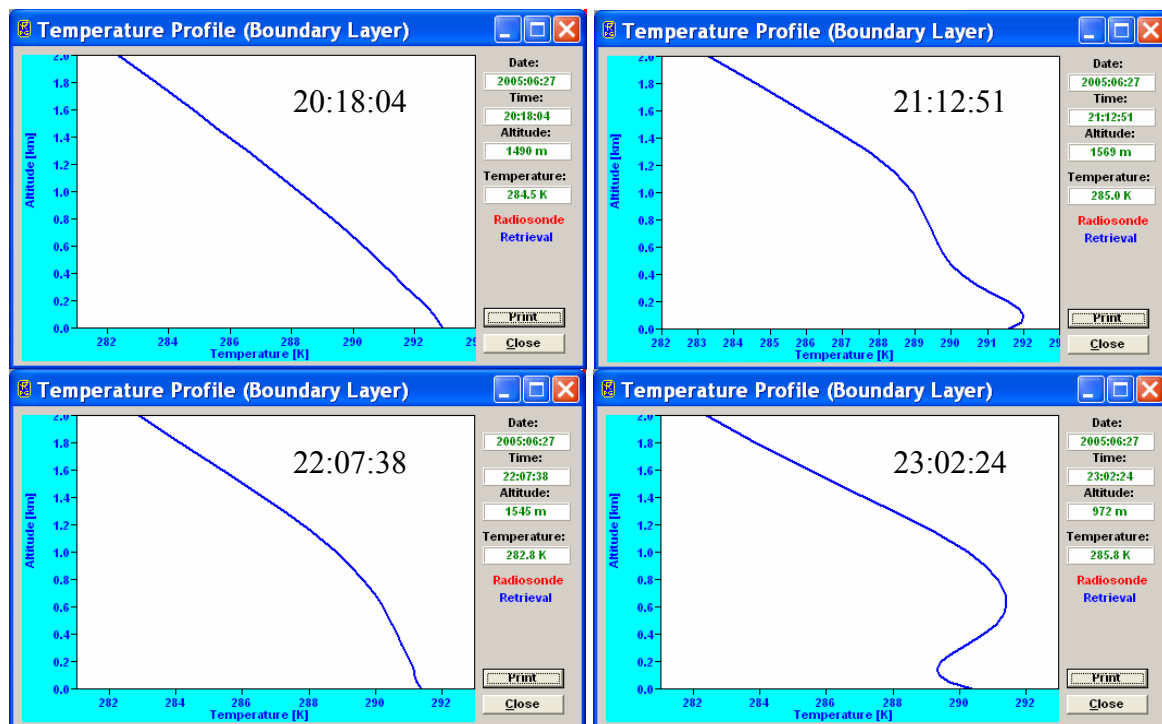 Temperature Profile (Boundary Layer)
20:18:04
Date:
2005:06:27
Time:
20:18:04
Altitude:
1490 m
Temperature:
284.5 K
Radiosonde
Retrieval
Print
Close
2.0
1.8
1.6
1.4
1.2
1.0
0.8
0.6
0.4
0.2
0.0
Altitude [km]
282 284 286 288 290 29
Temperature [K]
Temperature Profile (Boundary Layer)
21:12:51
Date:
2005:06:27
Time:
21:12:51
Altitude:
1569 m
Temperature:
285.0 K
Radiosonde
Retrieval
Print
Close
2.0
1.8
1.6
1.4
1.2
1.0
0.8
0.6
0.4
0.2
0.0
Altitude [km]
282 283 284 285 286 287 288 289 290 291 292 29
Temperature [K]
Temperature Profile (Boundary Layer)
22:07:38
Date:
2005:06:27
Time:
22:07:38
Altitude:
1545 m
Temperature:
282.8 K
Radiosonde
Retrieval
Print
Close
2.0
1.8
1.6
1.4
1.2
1.0
0.8
0.6
0.4
0.2
0.0
Altitude [km]
282 284 286 288 290 292
Temperature [K]
Temperature Profile (Boundary Layer)
23:02:24
Date:
2005:06:27
Time:
23:02:24
Altitude:
972 m
Temperature:
285.8 K
Radiosonde
Retrieval
Print
Close
2.0
1.8
1.6
1.4
1.2
1.0
0.8
0.6
0.4
0.2
0.0
Altitude [km]
282 284 286 288 290 292
Temperature [K]